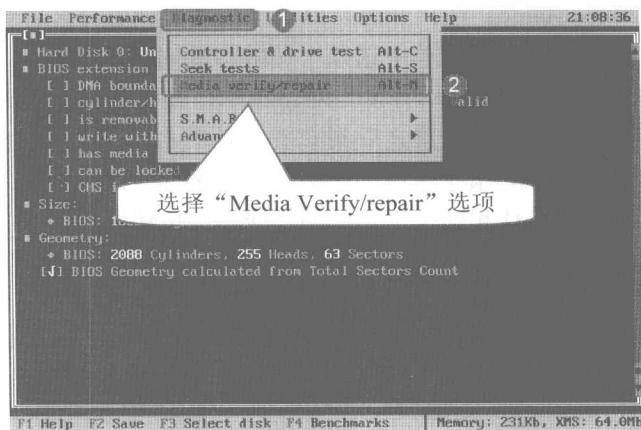 File Performance Diagnostic 1 Utilities Options Help 21:08:36
Hard Disk 0: Un
Controller & drive test Alt-C
BIOS extension
Seek tests Alt-S
[ ] DMA bounda
Media verify/repair Alt-M 2
[ ] cylinder/h
alid
[ ] is removab
S.M.A.R
[ ] write with
Advan
[ ] has media
[ ] can be locked
[ ] CHS i
选择“Media Verify/repair”选项
Size:
BIOS:
Geometry:
BIOS: 2088 Cylinders, 255 Heads, 63 Sectors
[√] BIOS Geometry calculated from Total Sectors Count
F1 Help F2 Save F3 Select disk F4 Benchmarks Memory: 231Kb, XMS: 64.0Mb